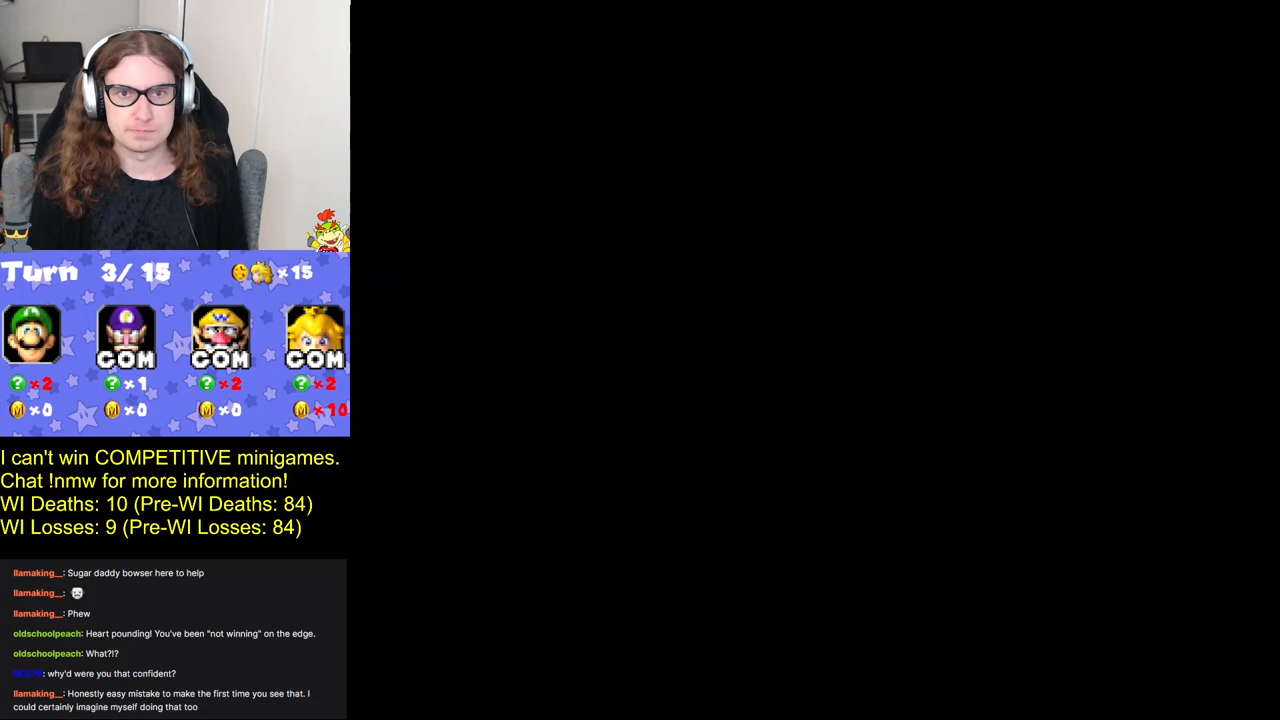 Turn 3/ 15 ×15
COM COM COM
×2 ×1 ×2 ×2
×0 ×0 ×0 ×10
I can't win COMPETITIVE minigames.
Chat !nmw for more information!
WI Deaths: 10 (Pre-WI Deaths: 84)
WI Losses: 9 (Pre-WI Losses: 84)
llamaking__: Sugar daddy bowser here to help
llamaking__:
llamaking__: Phew
oldschoolpeach: Heart pounding! You've been "not winning" on the edge.
oldschoolpeach: What?!?
: why'd were you that confident?
llamaking__: Honestly easy mistake to make the first time you see that. I
could certainly imagine myself doing that too